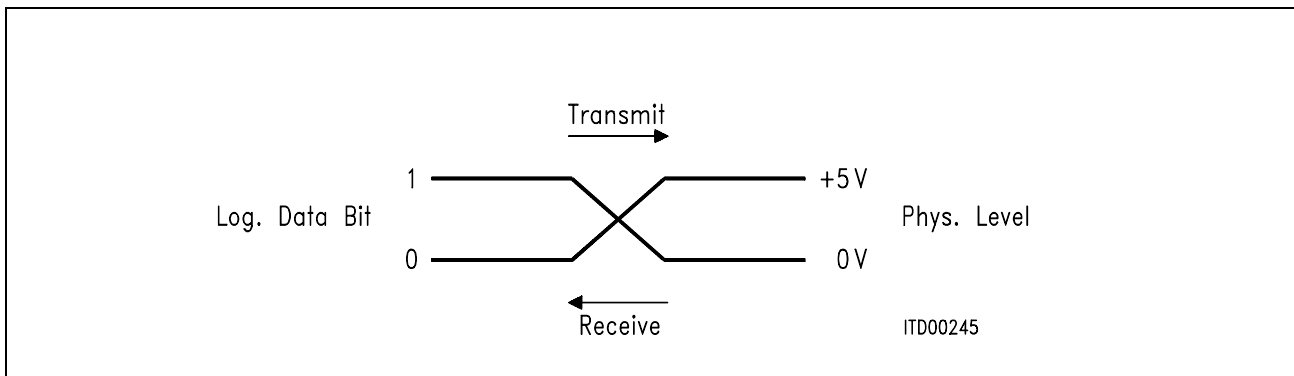 Transmit
1
+5V
Log. Data Bit
Phys. Level
0
0V
Receive
ITD00245